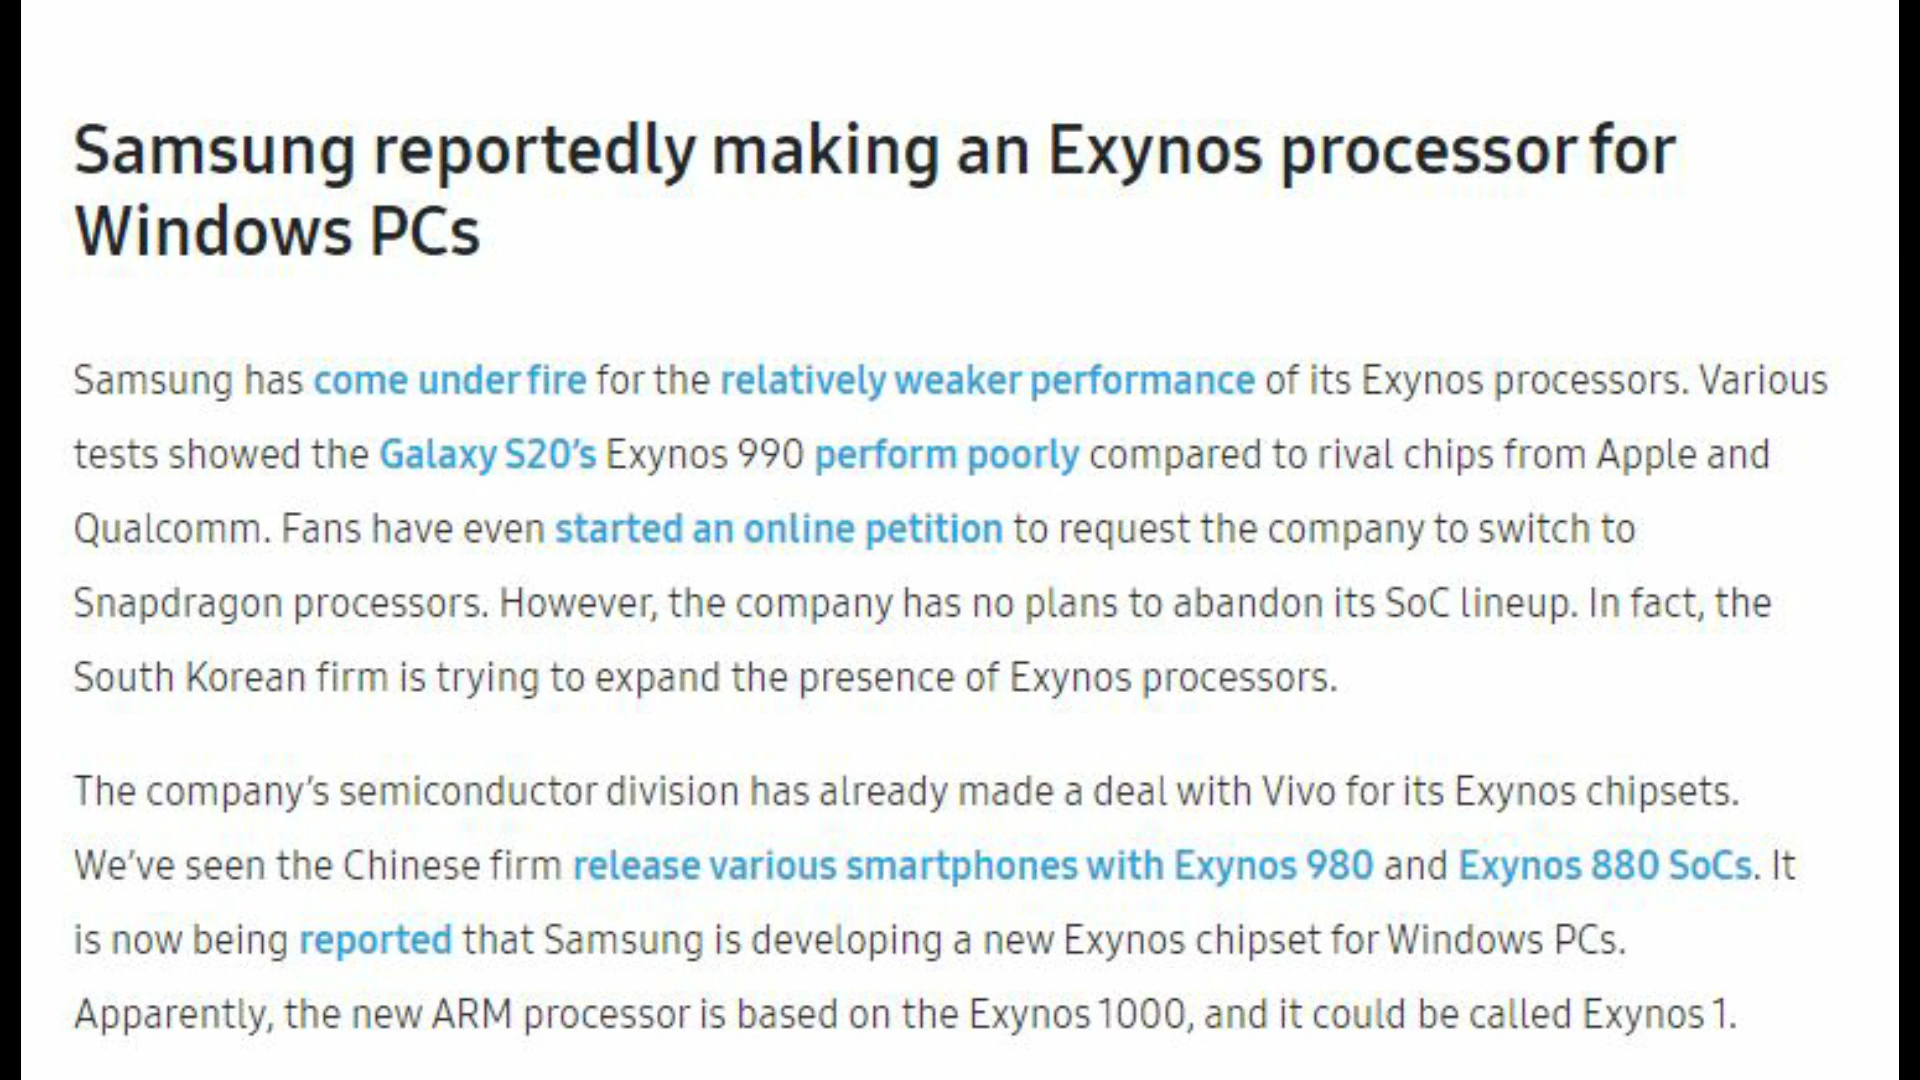 Samsung reportedly making an Exynos processor for
Windows PCs
Samsung has come under fire for the relatively weaker performance of its Exynos processors. Various
tests showed the Galaxy S20’s Exynos 990 perform poorly compared to rival chips from Apple and
Qualcomm. Fans have even started an online petition to request the company to switch to
Snapdragon processors. However, the company has no plans to abandon its SoC lineup. In fact, the
South Korean firm is trying to expand the presence of Exynos processors.
The company’s semiconductor division has already made a deal with Vivo for its Exynos chipsets.
We’ve seen the Chinese firm release various smartphones with Exynos 980 and Exynos 880 SoCs. It
is now being reported that Samsung is developing a new Exynos chipset for Windows PCs.
Apparently, the new ARM processor is based on the Exynos 1000, and it could be called Exynos 1.